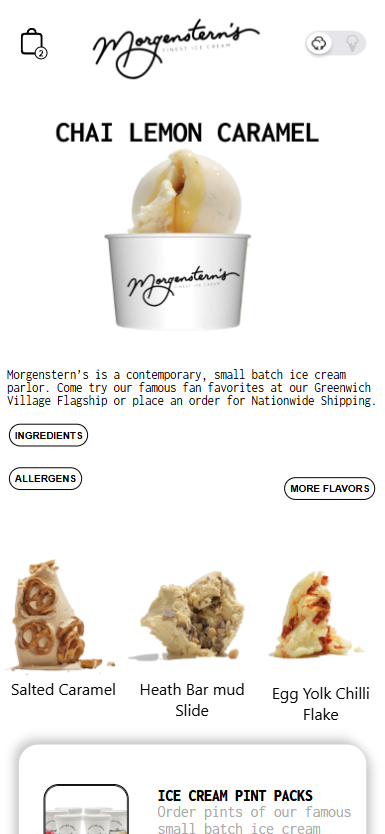 2
Morgenstern's
FINEST ICE CREAM
CHAI LEMON CARAMEL
Morgenstern's
FINEST ICE CREAM
Morgenstern's is a contemporary, small batch ice cream
parlor. Come try our famous fan favorites at our Greenwich
Village Flagship or place an order for Nationwide Shipping.
INGREDIENTS
ALLERGENS
MORE FLAVORS
Salted Caramel
Heath Bar mud
Slide
Egg Yolk Chilli
Flake
ICE CREAM PINT PACKS
Order pints of our famous
small batch ice cream